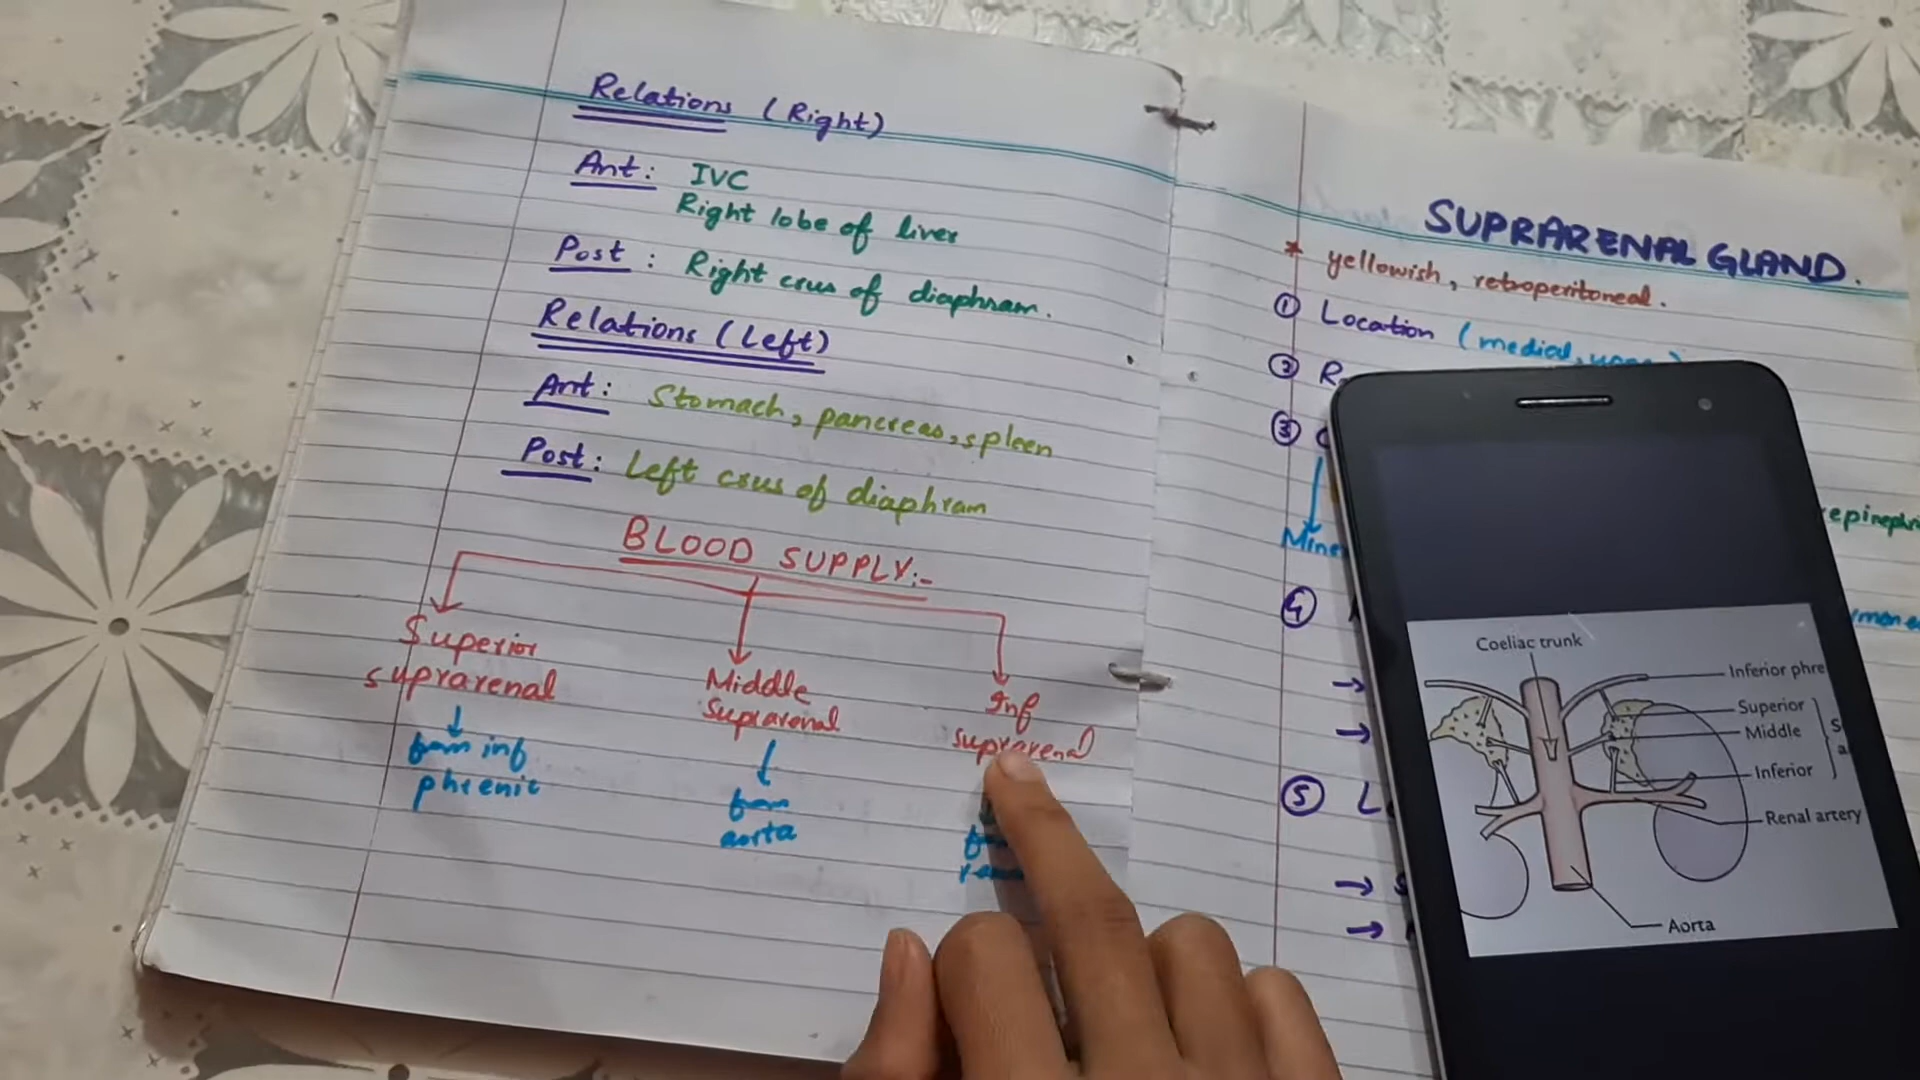 Relations (Right)
Ant: IVC
Right lobe of liver
Post: Right crus of diaphram.
Relations (Left)
Ant: Stomach, pancreas, spleen
Post: Left crus of diaphram
BLOOD SUPPLY:-
Superior
suprarenal
from inf
phrenic
Middle
Suprarenal
from
aorta
Inf
suprarenal
SUPRARENAL GLAND.
* yellowish, retroperitoneal.
① Location (medial,
②
③
④
→
→
⑤
→
→
Coeliac trunk
Inferior
Superior
Middle
Inferior
Renal artery
Aorta